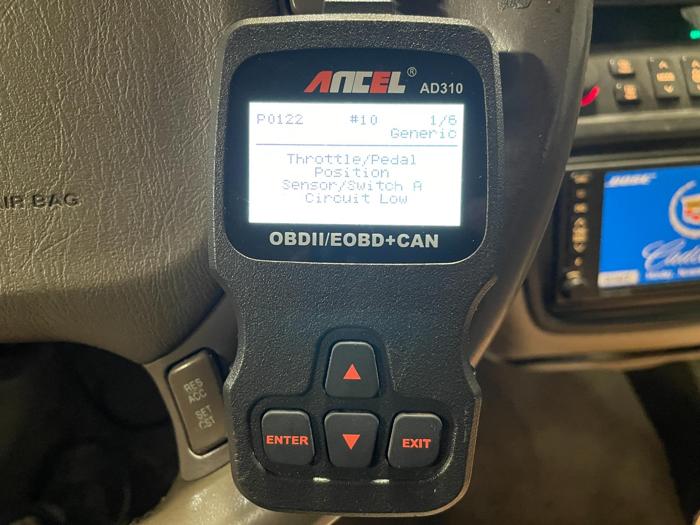 ANCEL®
AD310
P0122 #10 1/6
Generic
Throttle/Pedal
Position
Sensor/Switch A
Circuit Low
OBDII/EOBD+CAN
ENTER
EXIT
AIR BAG
RES
ACC
SET
CST
BOSE